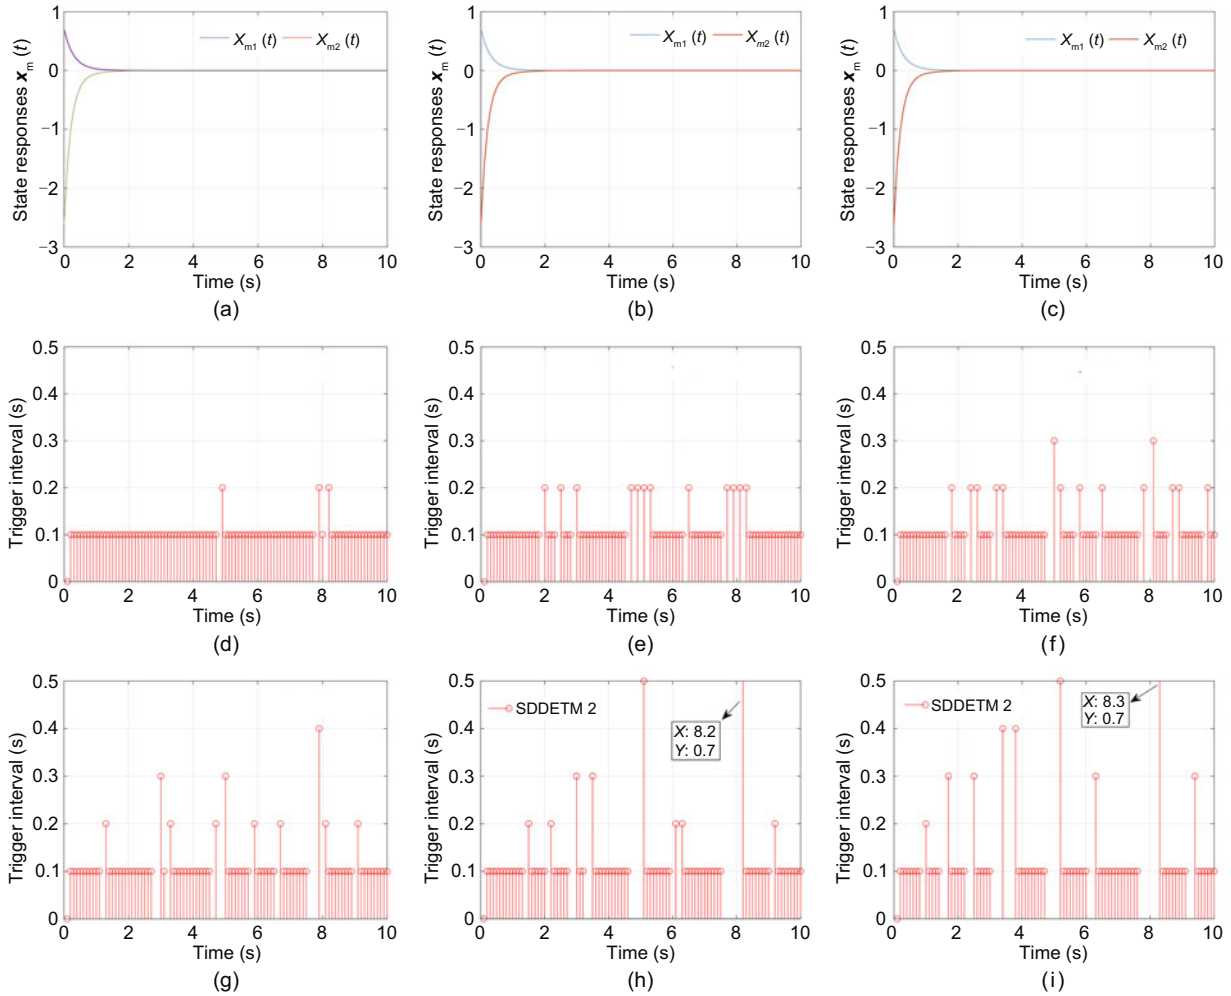 State responses xm (t)
1
0
−1
−2
−3
Xm1 (t) Xm2 (t)
0 2 4 6 8 10
Time (s)
(a)
State responses xm (t)
1
0
−1
−2
−3
Xm1 (t) Xm2 (t)
0 2 4 6 8 10
Time (s)
(b)
State responses xm (t)
1
0
−1
−2
−3
Xm1 (t) Xm2 (t)
0 2 4 6 8 10
Time (s)
(c)
Trigger interval (s)
0.5
0.4
0.3
0.2
0.1
0
0 2 4 6 8 10
Time (s)
(d)
Trigger interval (s)
0.5
0.4
0.3
0.2
0.1
0
0 2 4 6 8 10
Time (s)
(e)
Trigger interval (s)
0.5
0.4
0.3
0.2
0.1
0
0 2 4 6 8 10
Time (s)
(f)
Trigger interval (s)
0.5
0.4
0.3
0.2
0.1
0
0 2 4 6 8 10
Time (s)
(g)
Trigger interval (s)
0.5
0.4
0.3
0.2
0.1
0
SDDETM 2
X: 8.2
Y: 0.7
0 2 4 6 8 10
Time (s)
(h)
Trigger interval (s)
0.5
0.4
0.3
0.2
0.1
0
SDDETM 2
X: 8.3
Y: 0.7
0 2 4 6 8 10
Time (s)
(i)